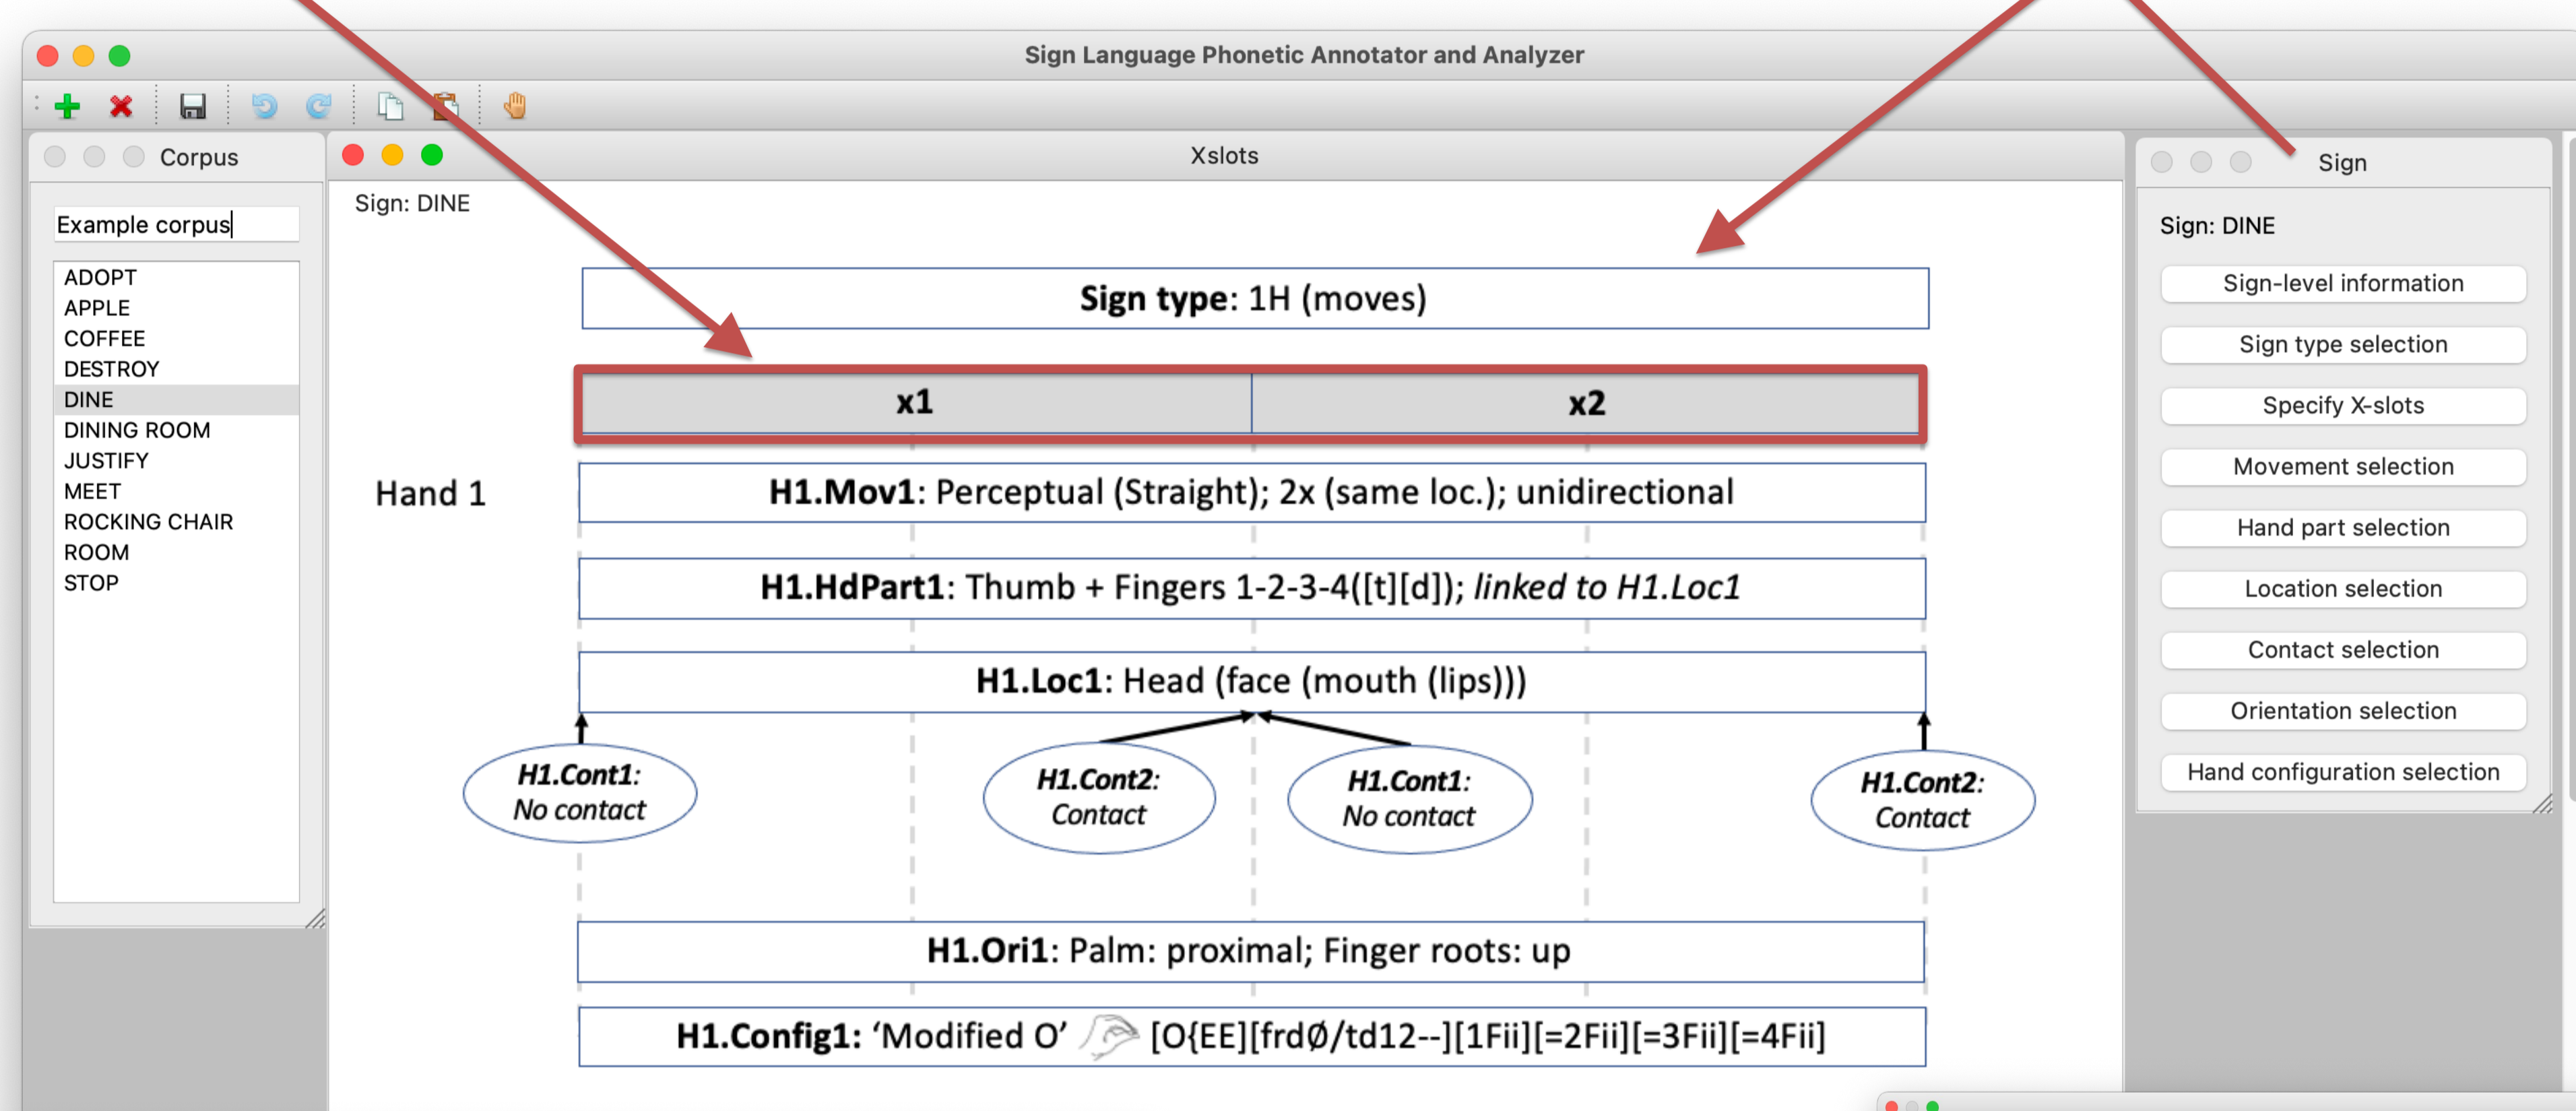 Sign Language Phonetic Annotator and Analyzer
Corpus
Example corpus
ADOPT
APPLE
COFFEE
DESTROY
DINE
DINING ROOM
JUSTIFY
MEET
ROCKING CHAIR
ROOM
STOP
Xslots
Sign: DINE
Sign type: 1H (moves)
x1
x2
Hand 1
H1.Mov1: Perceptual (Straight); 2x (same loc.); unidirectional
H1.HdPart1: Thumb + Fingers 1-2-3-4([t][d]); linked to H1.Loc1
H1.Loc1: Head (face (mouth (lips)))
H1.Cont1:
No contact
H1.Cont2:
Contact
H1.Cont1:
No contact
H1.Cont2:
Contact
H1.Ori1: Palm: proximal; Finger roots: up
H1.Config1: ‘Modified O’ [O{EE][frdØ/td12--][1Fii][=2Fii][=3Fii][=4Fii]
Sign
Sign: DINE
Sign-level information
Sign type selection
Specify X-slots
Movement selection
Hand part selection
Location selection
Contact selection
Orientation selection
Hand configuration selection